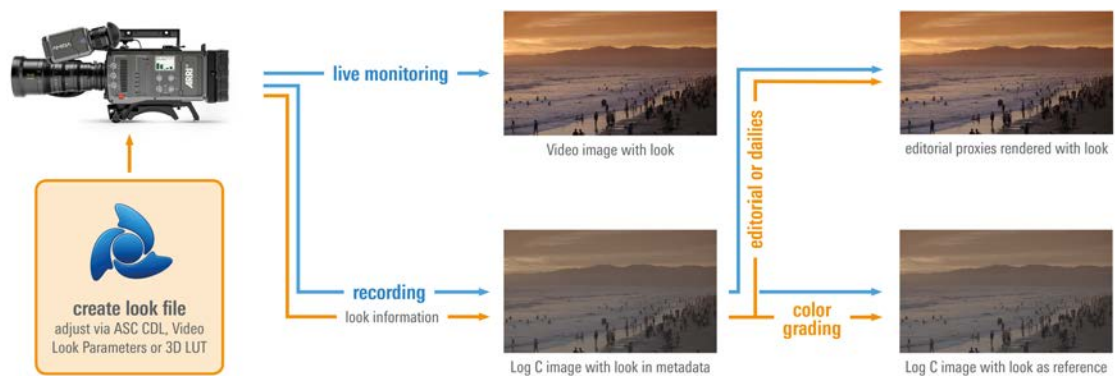 ARRI
live monitoring
Video image with look
editorial proxies rendered with look
editorial or dailies
create look file
adjust via ASC CDL, Video
Look Parameters or 3D LUT
recording
look information
Log C image with look in metadata
color
grading
Log C image with look as reference